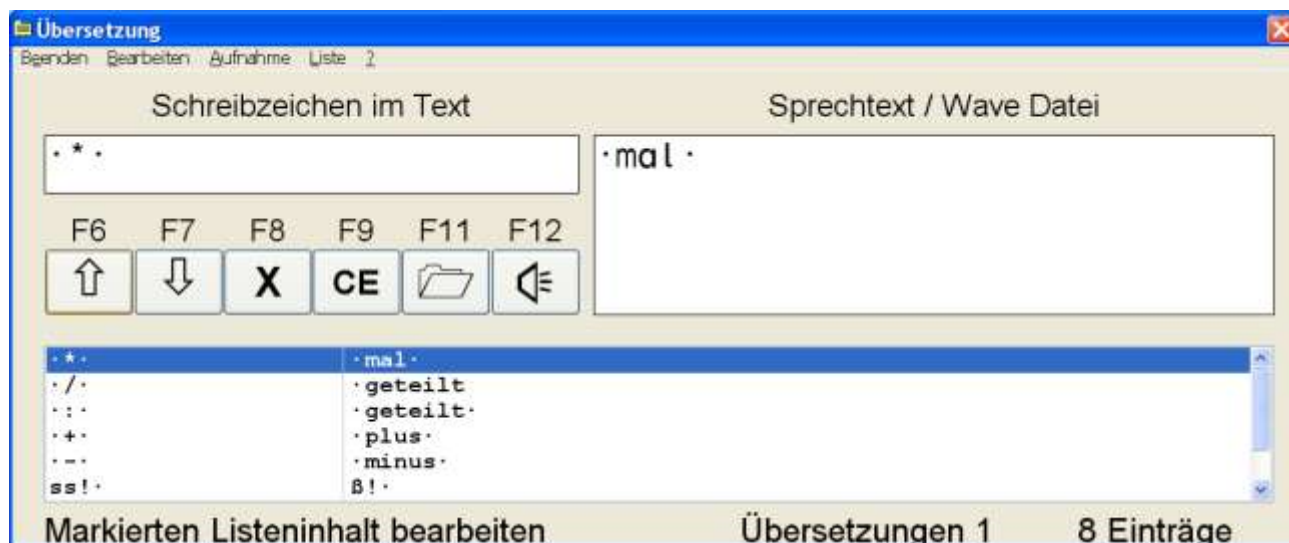 Übersetzung
Beenden Bearbeiten Aufnahme Liste ?
Schreibzeichen im Text Sprechtext / Wave Datei
·*· ·mal·
F6 F7 F8 F9 F11 F12
X CE
·*· ·mal·
·/· ·geteilt
·:· ·geteilt·
·+· ·plus·
·-· ·minus·
ss!· ß!·
Markierten Listeninhalt bearbeiten Übersetzungen 1 8 Einträge